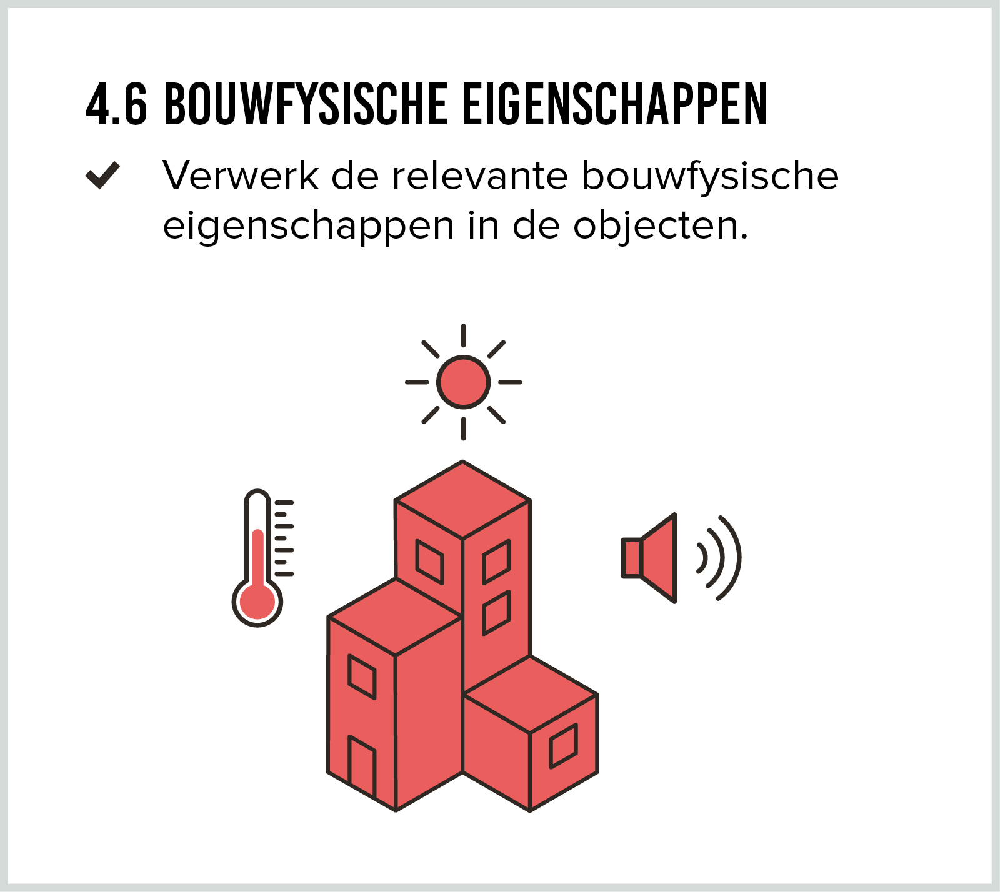 4.6 BOUWFYSISCHE EIGENSCHAPPEN
Verwerk de relevante bouwfysische
eigenschappen in de objecten.